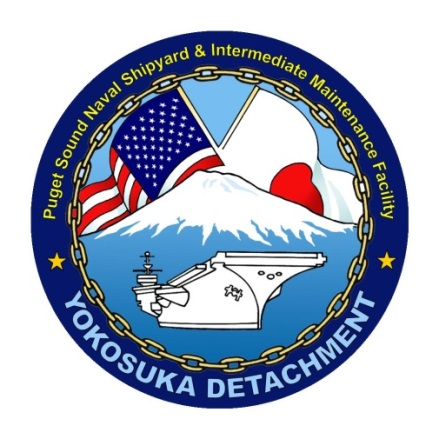 Puget Sound Naval Shipyard & Intermediate Maintenance Facility
YOKOSUKA DETACHMENT